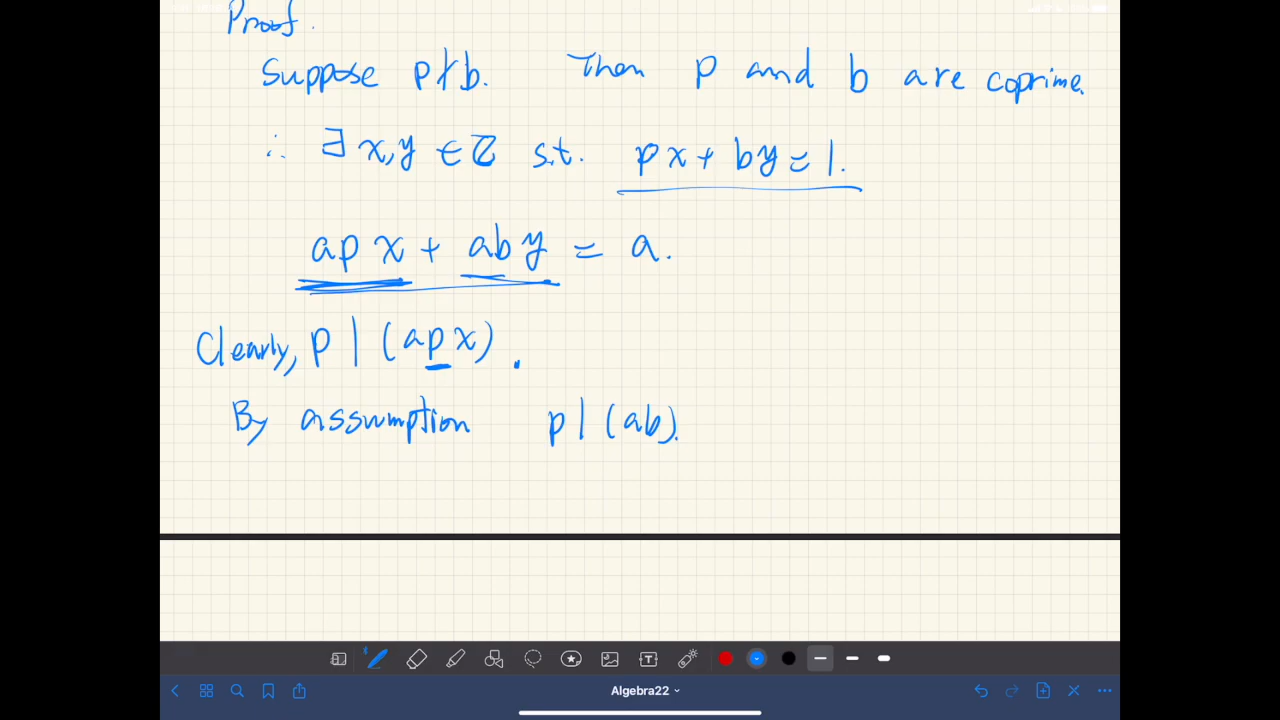 Proof.
Suppose p∤b. Then p and b are coprime.
∴ ∃ x,y ∈ ℤ s.t. px + by = 1.
apx + aby = a.
Clearly, p | (apx).
By assumption p | (ab).
Algebra22